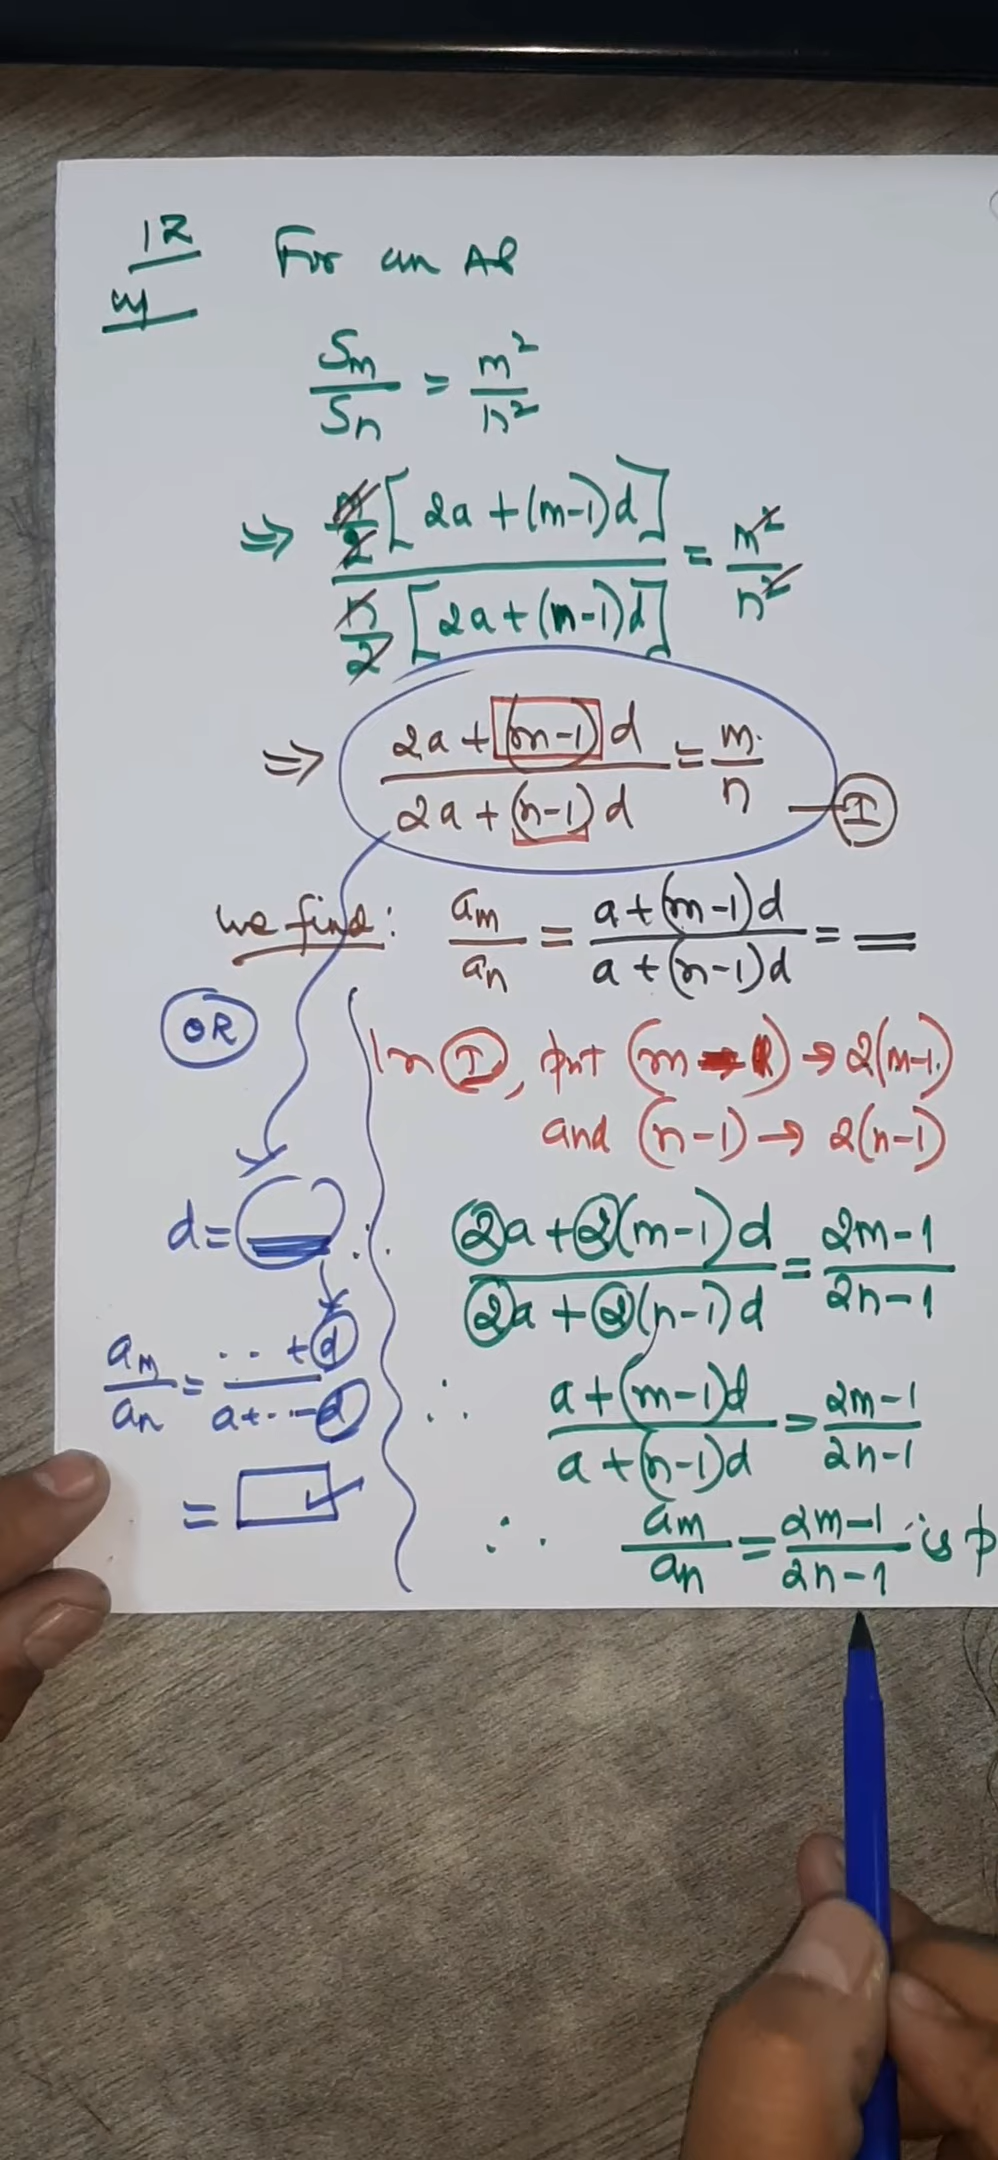 12
For an AP
Sm/Sn = m²/n²
⇒ m/2 [2a + (m-1)d] / n/2 [2a + (m-1)d] = m²/n²
⇒ 2a + (m-1)d / 2a + (n-1)d = m/n — I
we find: am/an = a + (m-1)d / a + (n-1)d = —
OR
In I, put (m → 2(m-1)
and (n-1) → 2(n-1)
d =
∴ 2a + 2(m-1)d / 2a + 2(n-1)d = 2m-1 / 2n-1
am/an = ... + d / a + ... d
∴ a + (m-1)d / a + (n-1)d = 2m-1 / 2n-1
=
∴ am/an = 2m-1 / 2n-1 is p